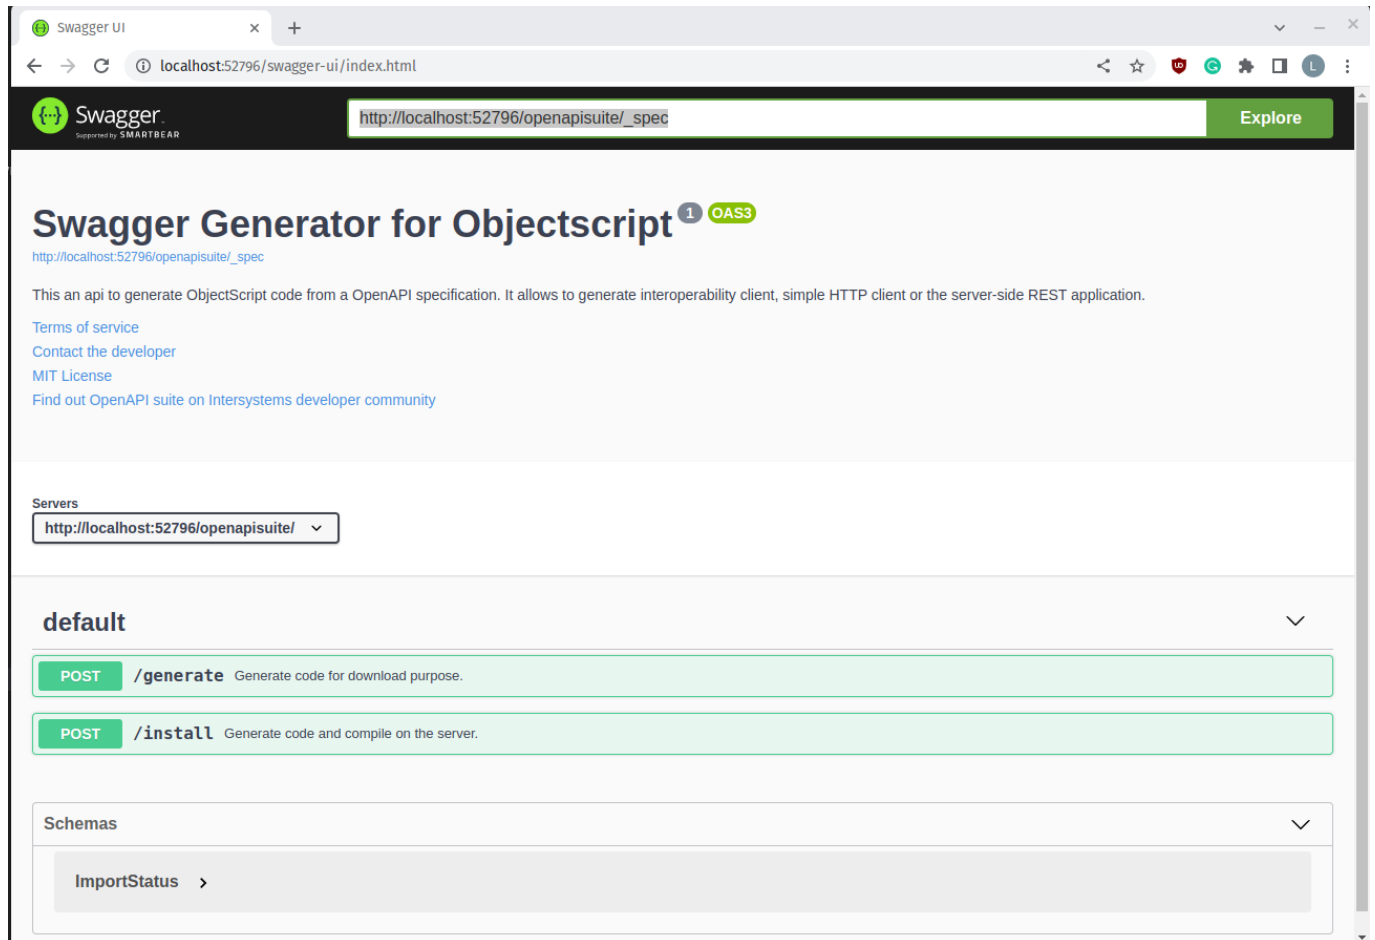 Swagger UI
localhost:52796/swagger-ui/index.html
L
Swagger.
Supported by SMARTBEAR
http://localhost:52796/openapisuite/_spec
Explore
Swagger Generator for Objectscript 1 OAS3
http://localhost:52796/openapisuite/_spec
This an api to generate ObjectScript code from a OpenAPI specification. It allows to generate interoperability client, simple HTTP client or the server-side REST application.
Terms of service
Contact the developer
MIT License
Find out OpenAPI suite on Intersystems developer community
Servers
http://localhost:52796/openapisuite/
default
POST /generate Generate code for download purpose.
POST /install Generate code and compile on the server.
Schemas
ImportStatus